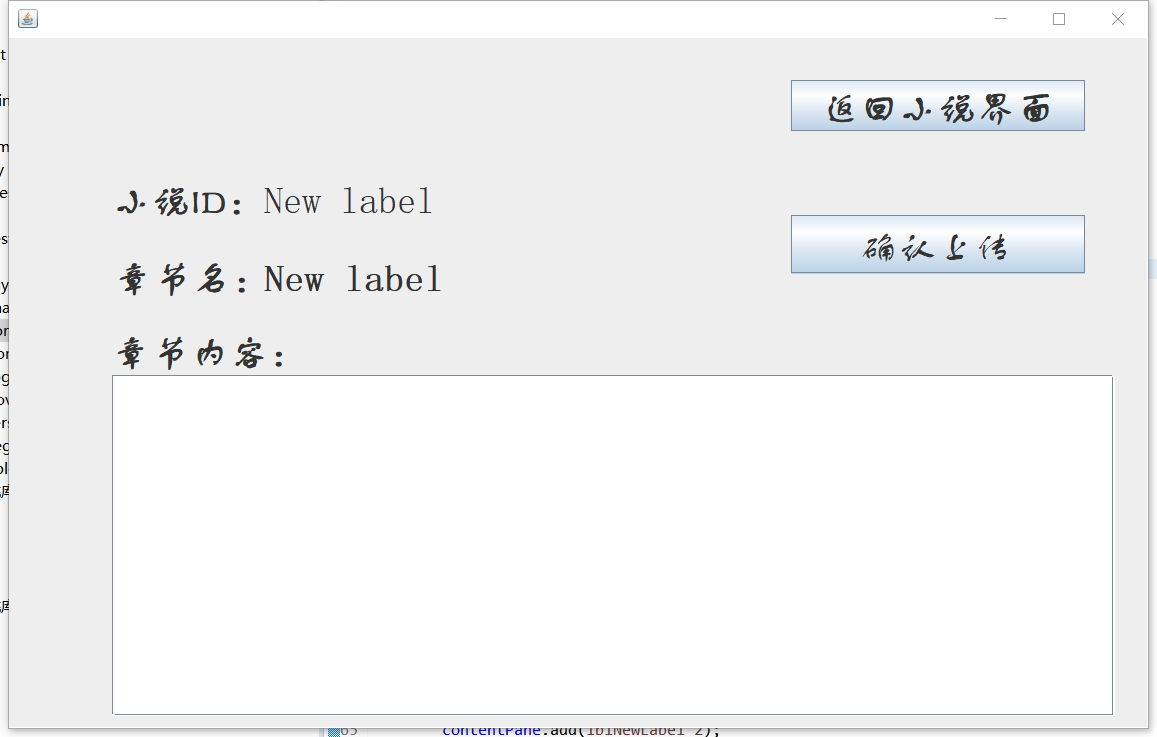 返回小说界面
小说ID：New label
确认上传
章节名：New label
章节内容：
65 contentPane.add(lblNewLabel_2);